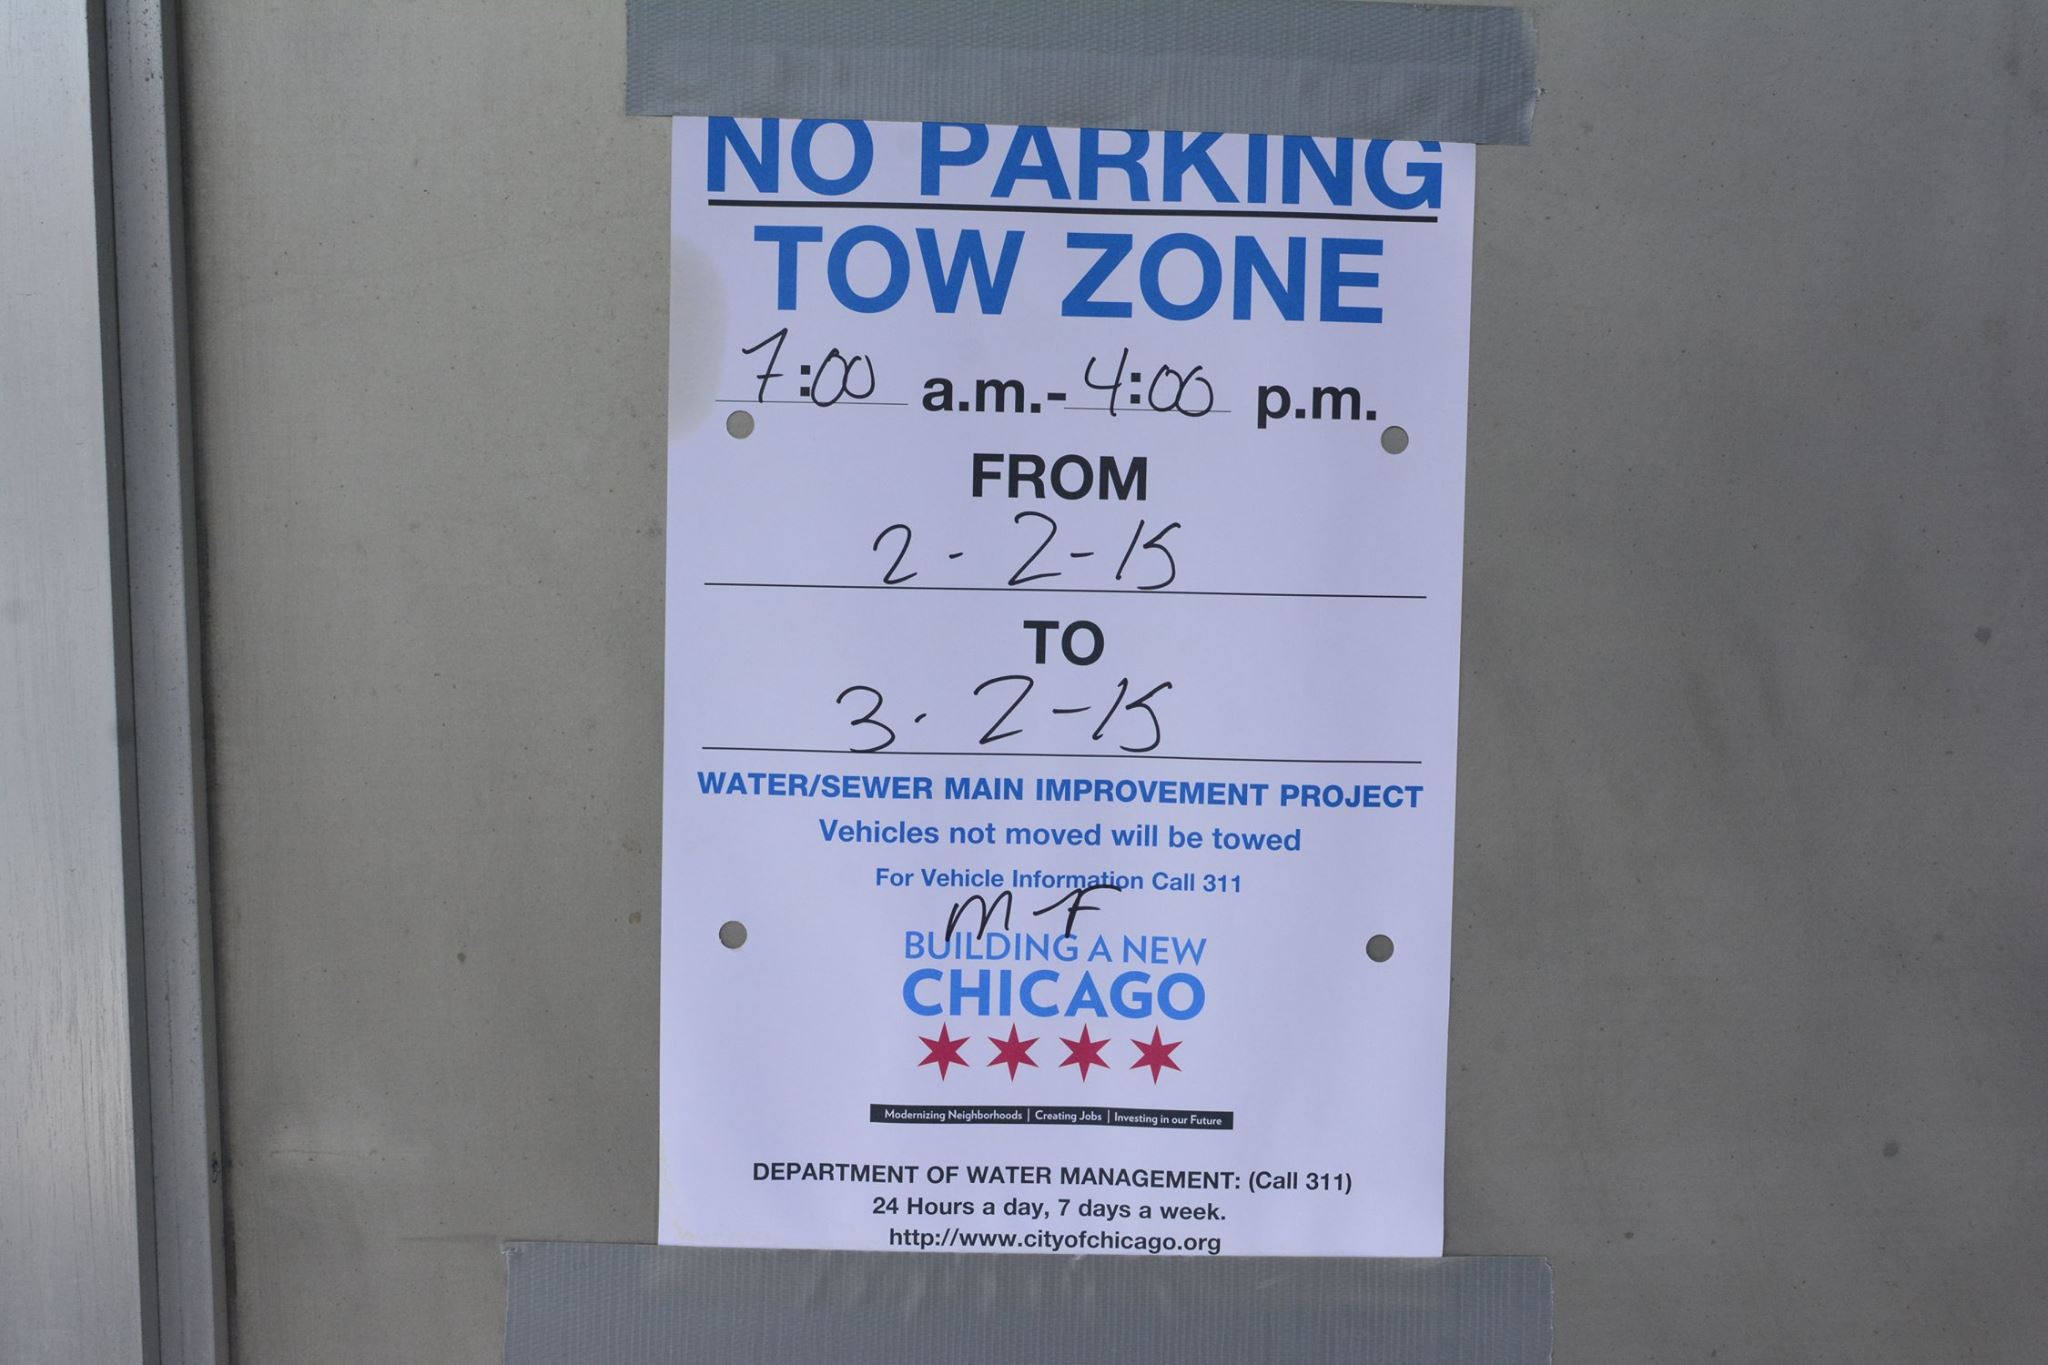 NO PARKING
TOW ZONE
7:00 a.m.- 4:00 p.m.
FROM
2-2-15
TO
3-2-15
WATER/SEWER MAIN IMPROVEMENT PROJECT
Vehicles not moved will be towed
For Vehicle Information Call 311
M-F
BUILDING A NEW
CHICAGO
Modernizing Neighborhoods | Creating Jobs | Investing in our Future
DEPARTMENT OF WATER MANAGEMENT: (Call 311)
24 Hours a day, 7 days a week.
http://www.cityofchicago.org